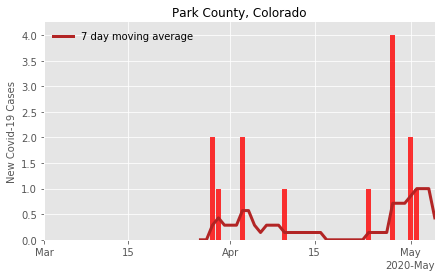 Park County, Colorado
7 day moving average
New Covid-19 Cases
4.0
3.5
3.0
2.5
2.0
1.5
1.0
0.5
0.0
Mar
15
Apr
15
May
2020-May